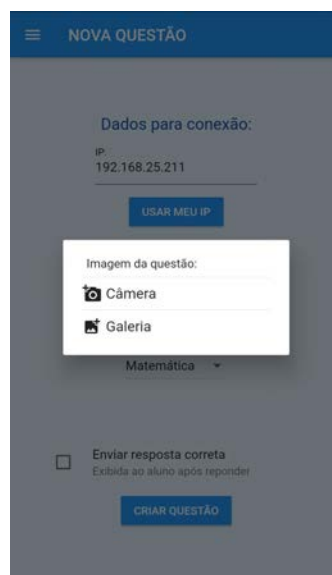 NOVA QUESTÃO
Dados para conexão:
IP:
192.168.25.211
USAR MEU IP
Imagem da questão:
Câmera
Galeria
Matemática
Enviar resposta correta
Exibida ao aluno após reponder
CRIAR QUESTÃO